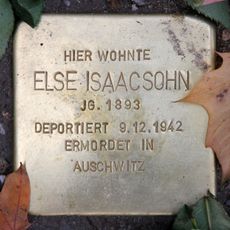 HIER WOHNTE
ELSE ISAACSOHN
JG. 1893
DEPORTIERT 9.12.1942
ERMORDET IN
AUSCHWITZ